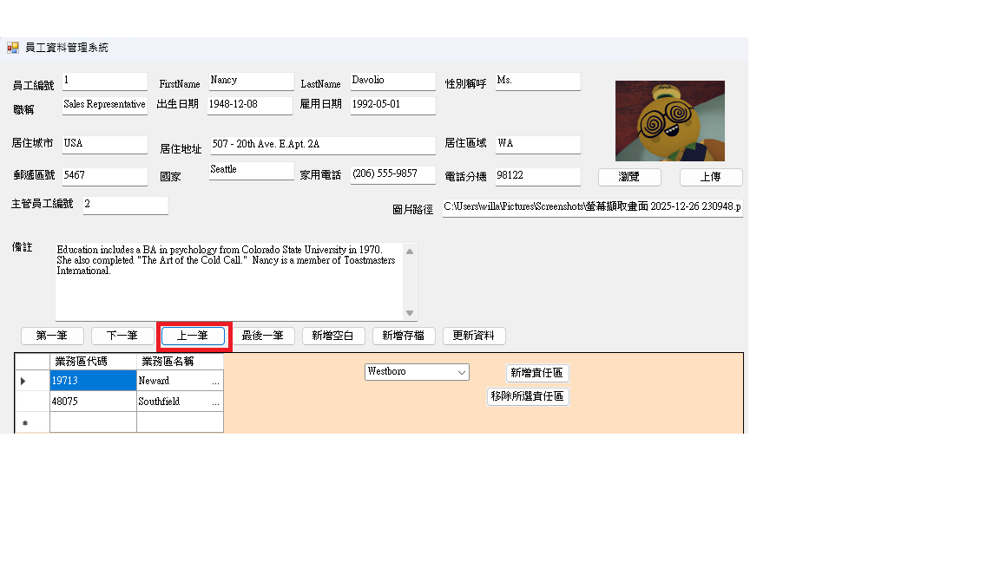 員工資料管理系統
員工編號 1 FirstName Nancy LastName Davolio 性別稱呼 Ms.
職稱 Sales Representative 出生日期 1948-12-08 雇用日期 1992-05-01
居住城市 USA 居住地址 507 - 20th Ave. E.Apt. 2A 居住區域 WA
郵遞區號 5467 國家 Seattle 家用電話 (206) 555-9857 電話分機 98122 瀏覽 上傳
主管員工編號 2 圖片路徑 C:\Users\willa\Pictures\Screenshots\螢幕擷取畫面 2025-12-26 230948.p
備註 Education includes a BA in psychology from Colorado State University in 1970.
She also completed "The Art of the Cold Call."  Nancy is a member of Toastmasters
International.
第一筆 下一筆 上一筆 最後一筆 新增空白 新增存檔 更新資料
業務區代碼 業務區名稱
19713 Neward ... Westboro 新增責任區
48075 Southfield ... 移除所選責任區